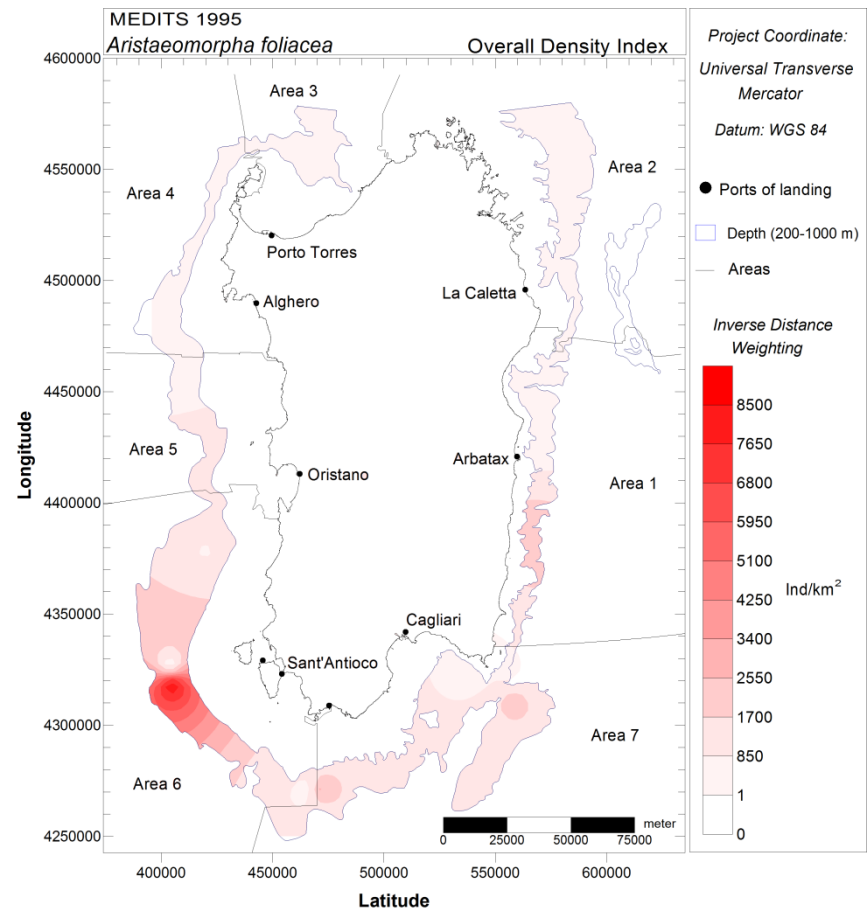 MEDITS 1995
Aristaeomorpha foliacea
Overall Density Index
Project Coordinate:
Universal Transverse
Mercator
Datum: WGS 84
Ports of landing
Depth (200-1000 m)
Areas
Inverse Distance
Weighting
8500
7650
6800
5950
5100
4250
3400
2550
1700
850
1
0
Ind/km²
4600000
4550000
4500000
4450000
4400000
4350000
4300000
4250000
Longitude
Area 3
Area 2
Area 4
Porto Torres
La Caletta
Alghero
Area 5
Oristano
Arbatax
Area 1
Cagliari
Sant'Antioco
Area 7
Area 6
meter
0 25000 50000 75000
400000 450000 500000 550000 600000
Latitude